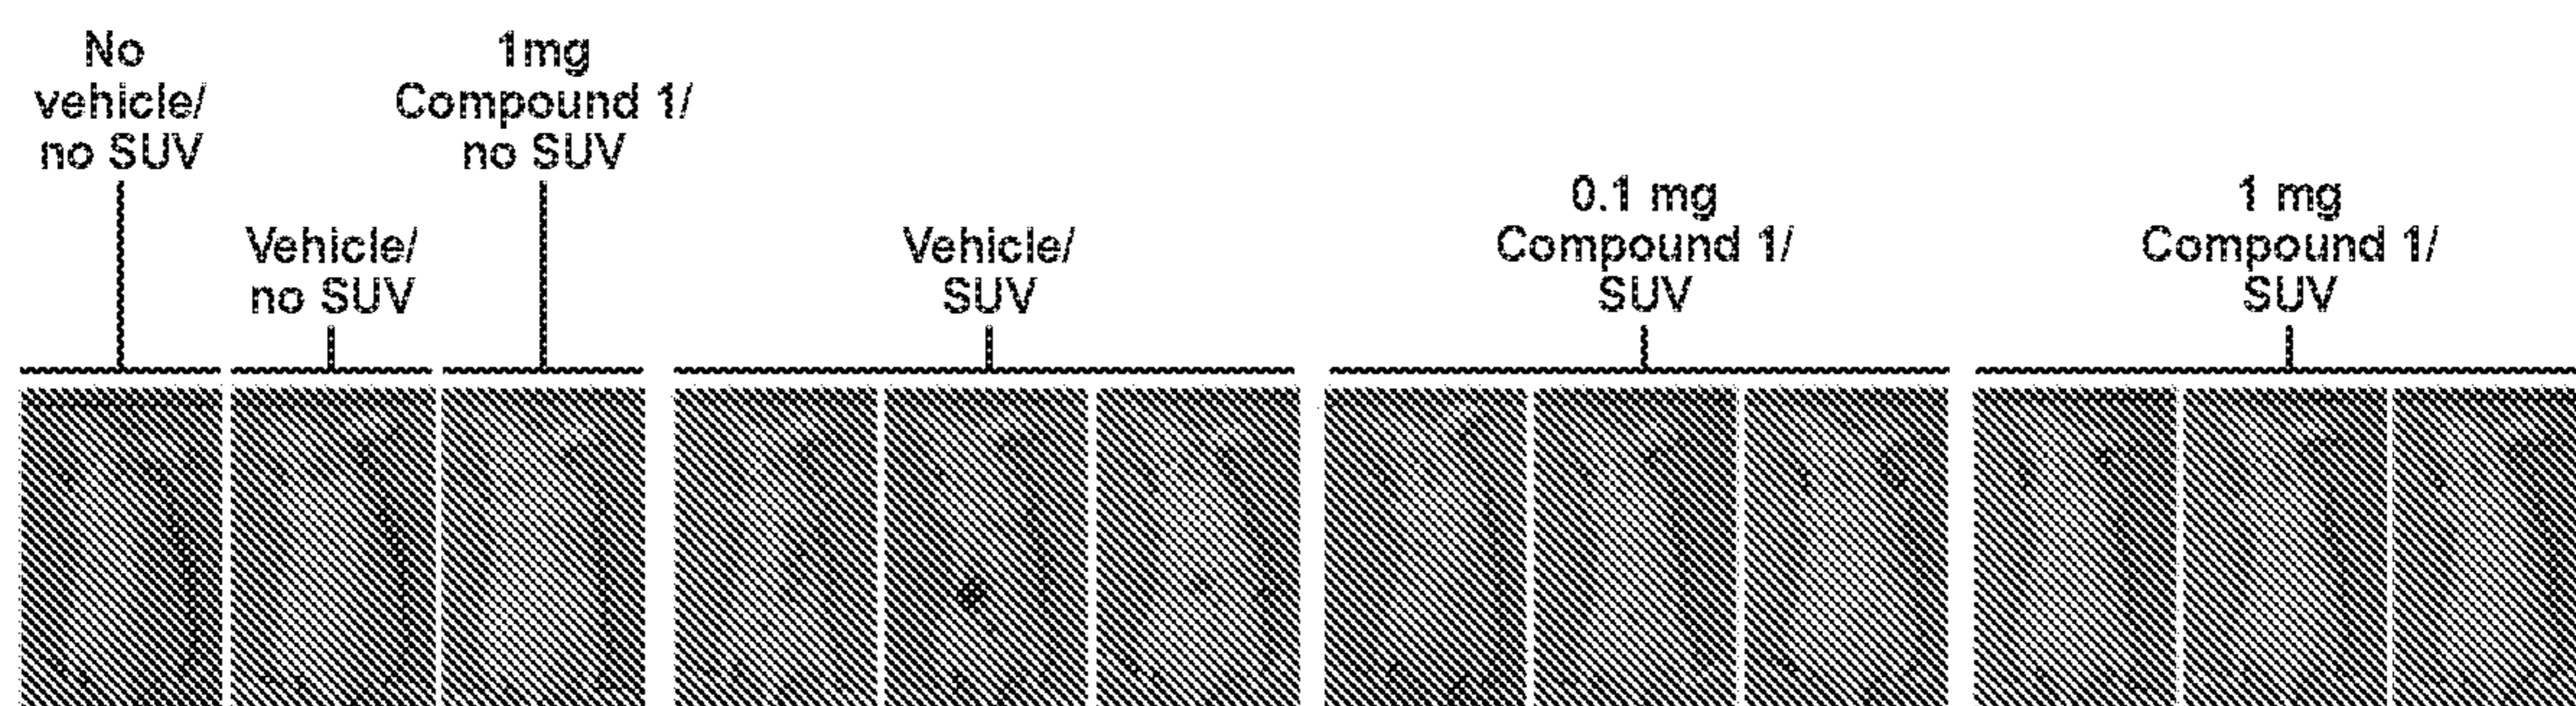 No
vehicle/
no SUV
Vehicle/
no SUV
1mg
Compound 1/
no SUV
Vehicle/
SUV
0.1 mg
Compound 1/
SUV
1 mg
Compound 1/
SUV